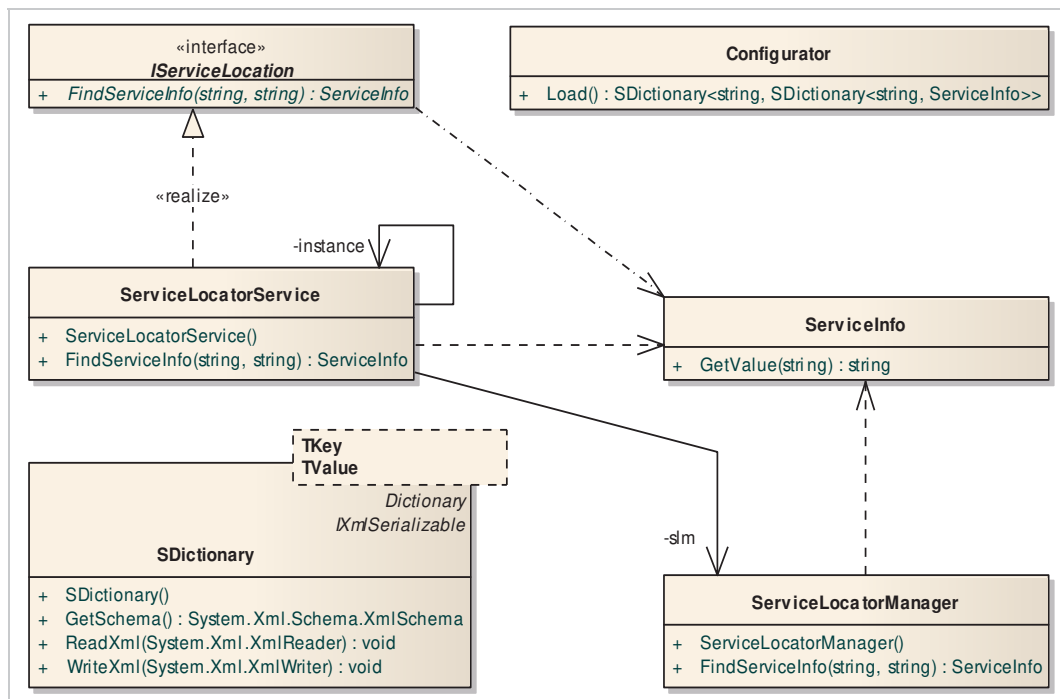 «interface»
IServiceLocation
+ FindServiceInfo(string, string) : ServiceInfo
Configurator
+ Load() : SDictionary<string, SDictionary<string, ServiceInfo>>
«realize»
-instance
ServiceLocatorService
+ ServiceLocatorService()
+ FindServiceInfo(string, string) : ServiceInfo
ServiceInfo
+ GetValue(string) : string
TKey
TValue
Dictionary
IXmlSerializable
SDictionary
+ SDictionary()
+ GetSchema() : System.Xml.Schema.XmlSchema
+ ReadXml(System.Xml.XmlReader) : void
+ WriteXml(System.Xml.XmlWriter) : void
-slm
ServiceLocatorManager
+ ServiceLocatorManager()
+ FindServiceInfo(string, string) : ServiceInfo